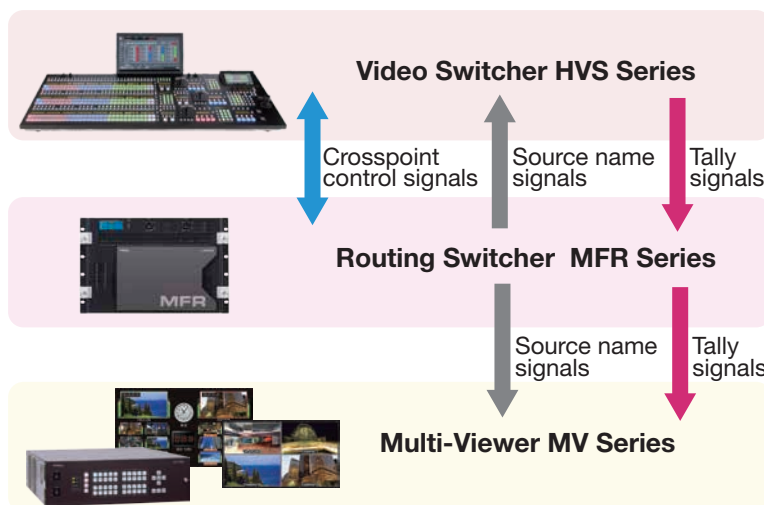 Video Switcher HVS Series
Crosspoint
control signals
Source name
signals
Tally
signals
Routing Switcher MFR Series
MFR
Source name
signals
Tally
signals
Multi-Viewer MV Series